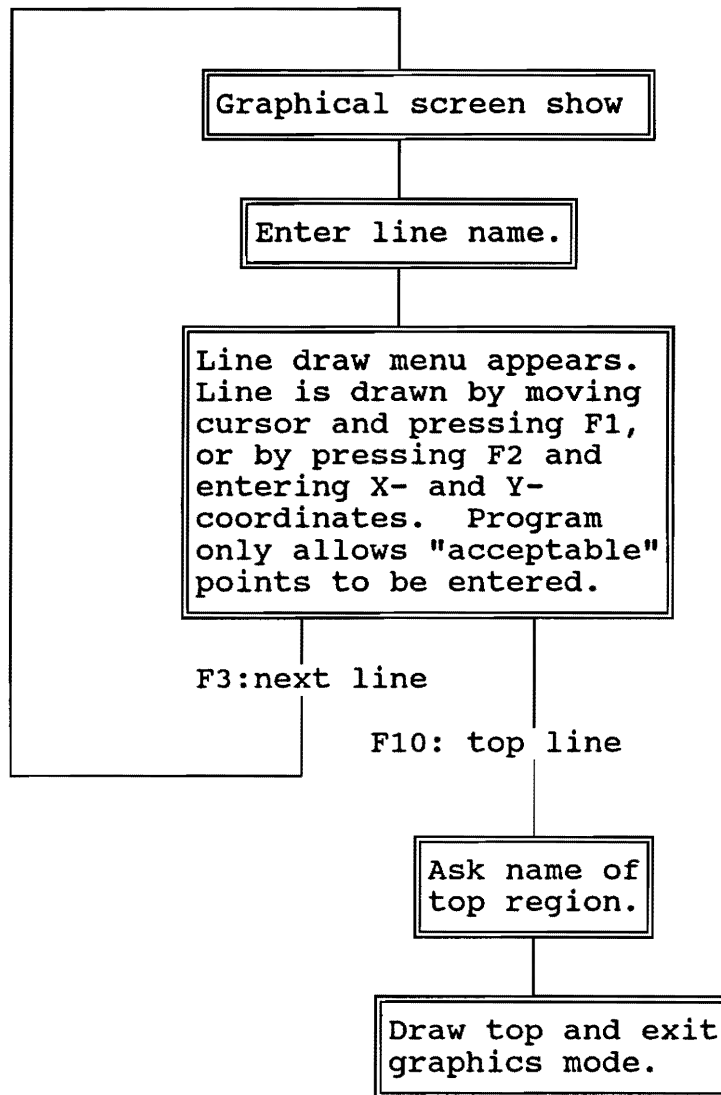 Graphical screen show
Enter line name.
Line draw menu appears.
Line is drawn by moving
cursor and pressing F1,
or by pressing F2 and
entering X- and Y-
coordinates.  Program
only allows "acceptable"
points to be entered.
F3:next line
F10: top line
Ask name of
top region.
Draw top and exit
graphics mode.